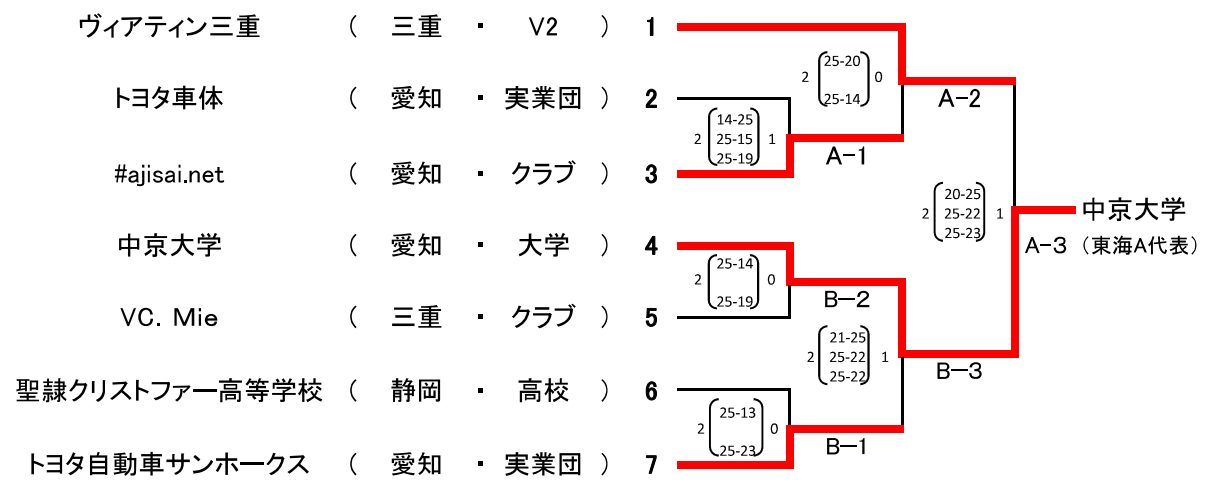 ヴィアティン三重 ( 三重 ・ V2 ) 1
25-20
2 0
25-14
トヨタ車体 ( 愛知 ・ 実業団 ) 2
A-2
14-25
2 25-15 1
25-19
A-1
#ajisai.net ( 愛知 ・ クラブ ) 3
20-25
2 25-22 1
25-23
中京大学
A-3 (東海A代表)
中京大学 ( 愛知 ・ 大学 ) 4
25-14
2 0
25-19
B-2
VC. Mie ( 三重 ・ クラブ ) 5
21-25
2 25-22 1
25-22
B-3
聖隷クリストファー高等学校 ( 静岡 ・ 高校 ) 6
25-13
2 0
25-23
B-1
トヨタ自動車サンホークス ( 愛知 ・ 実業団 ) 7